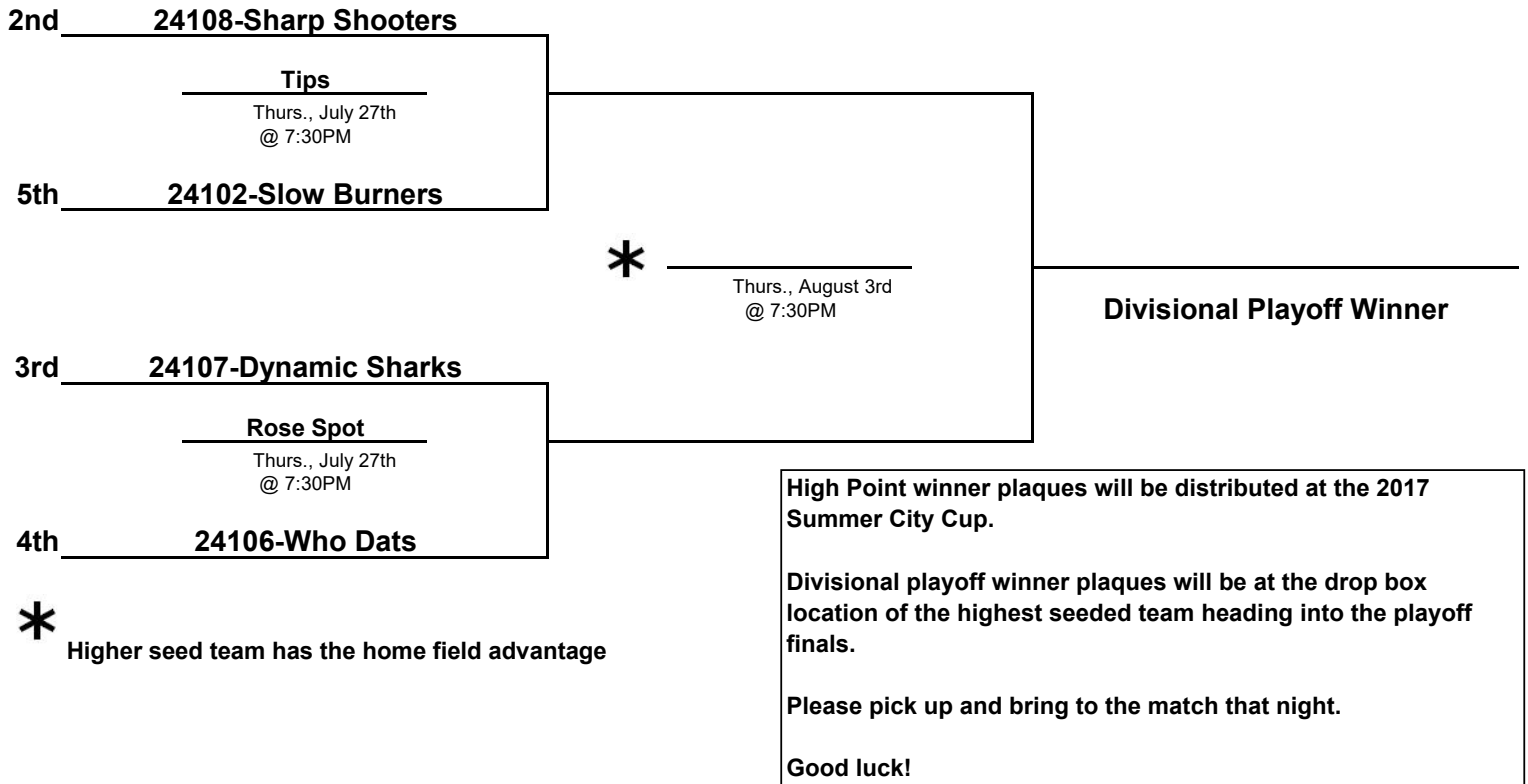 2nd 24108-Sharp Shooters
Tips
Thurs., July 27th
@ 7:30PM
5th 24102-Slow Burners
* 
Thurs., August 3rd
@ 7:30PM
Divisional Playoff Winner
3rd 24107-Dynamic Sharks
Rose Spot
Thurs., July 27th
@ 7:30PM
4th 24106-Who Dats
* Higher seed team has the home field advantage
High Point winner plaques will be distributed at the 2017
Summer City Cup.
Divisional playoff winner plaques will be at the drop box
location of the highest seeded team heading into the playoff
finals.
Please pick up and bring to the match that night.
Good luck!